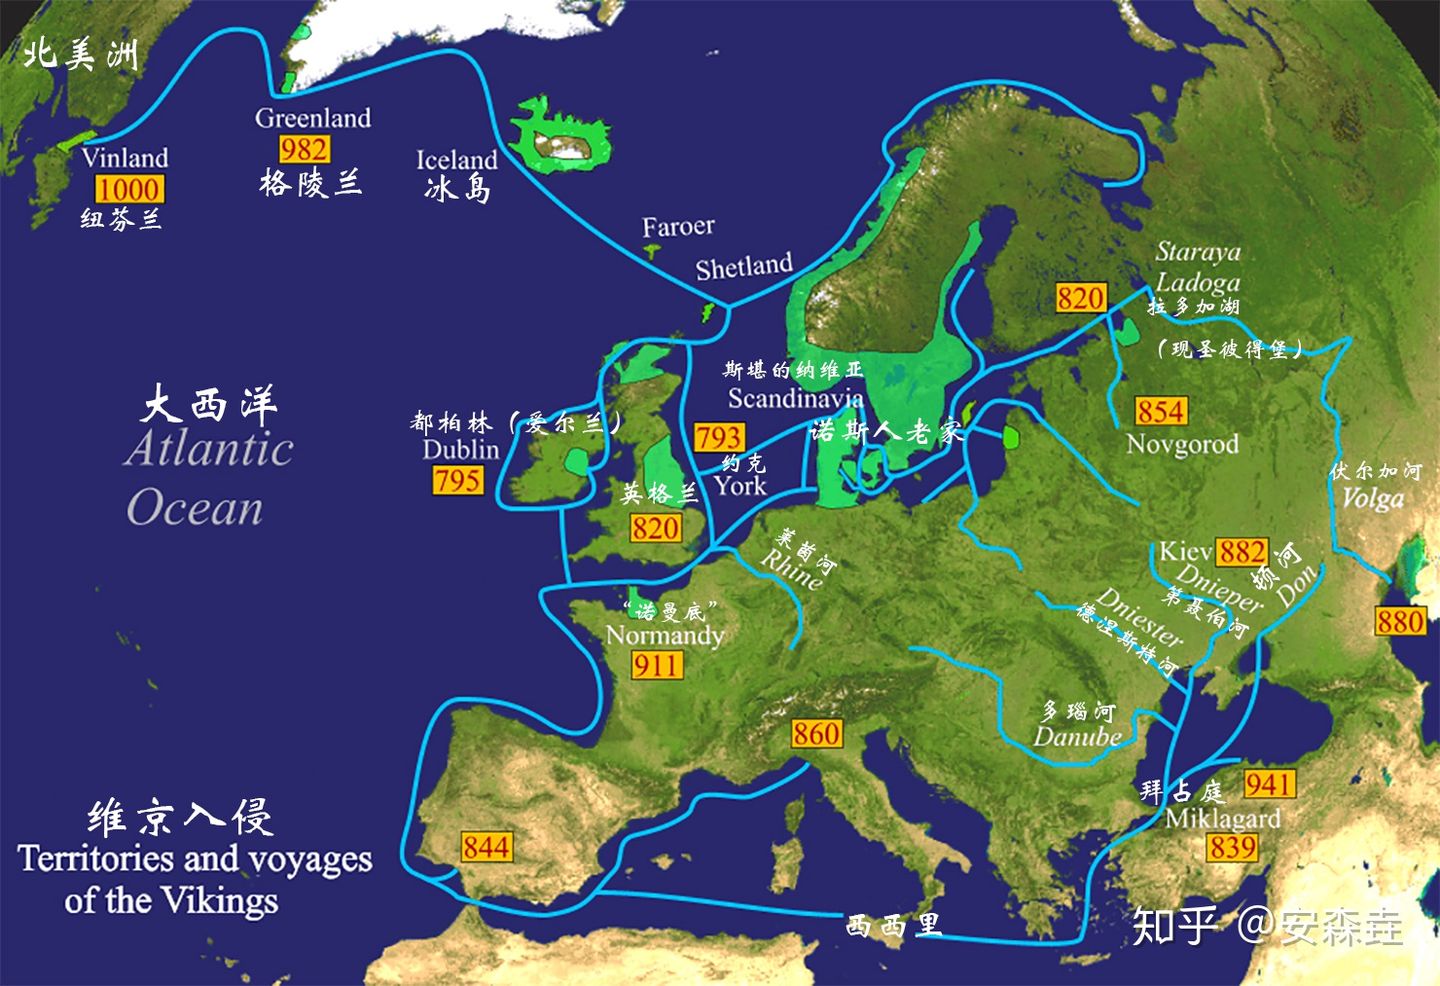 北美洲
Vinland
1000
纽芬兰
Greenland
982
格陵兰
Iceland
冰岛
Faroer
Shetland
Staraya
Ladoga
拉多加湖
(现圣彼得堡)
820
854
Novgorod
斯堪的纳维亚
Scandinavia
诺斯人老家
大西洋
Atlantic
Ocean
都柏林(爱尔兰)
Dublin
795
793
约克
York
英格兰
820
伏尔加河
Volga
莱茵河
Rhine
Kiev 882
Dnieper
第聂伯河
顿河
Don
Dniester
德涅斯特河
880
“诺曼底”
Normandy
911
多瑙河
Danube
860
拜占庭
941
Miklagard
839
844
西西里
维京入侵
Territories and voyages
of the Vikings
知乎 @安森垚